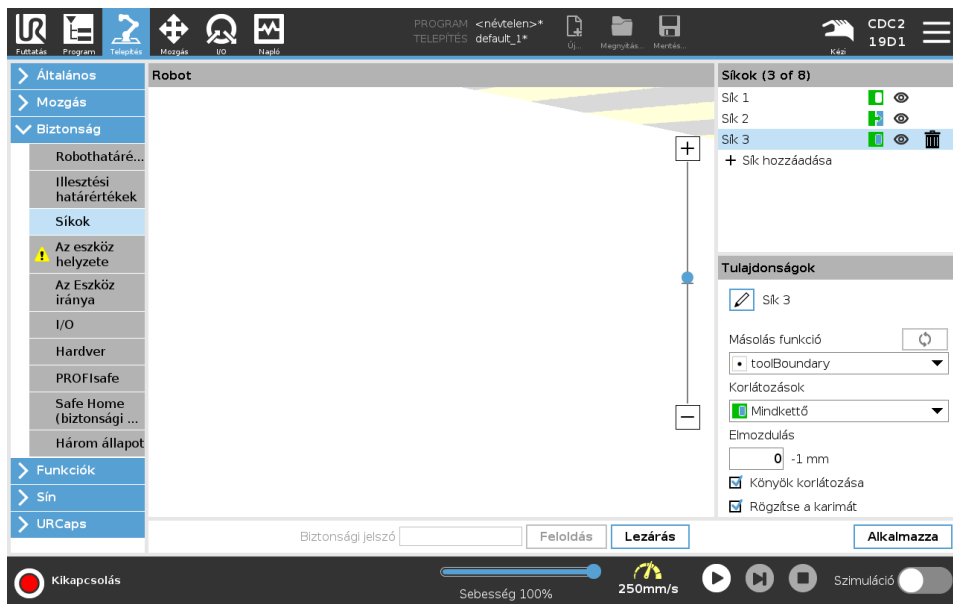 PROGRAM <névtelen>*
TELEPÍTÉS default_1*
Futtatás
Program
Telepítés
Mozgás
I/O
Napló
Új...
Megnyitás...
Mentés...
Kézi
CDC2
19D1
Általános
Mozgás
Biztonság
Robothatáré...
Illesztési
határértékek
Síkok
Az eszköz
helyzete
Az Eszköz
iránya
I/O
Hardver
PROFIsafe
Safe Home
(biztonsági ...
Három állapot
Funkciók
Sín
URCaps
Robot
Biztonsági jelszó
Feloldás
Lezárás
Síkok (3 of 8)
Sík 1
Sík 2
Sík 3
+ Sík hozzáadása
Tulajdonságok
Sík 3
Másolás funkció
toolBoundary
Korlátozások
Mindkettő
Elmozdulás
0 -1 mm
Könyök korlátozása
Rögzítse a karimát
Alkalmazza
Kikapcsolás
Sebesség 100%
250mm/s
Szimuláció